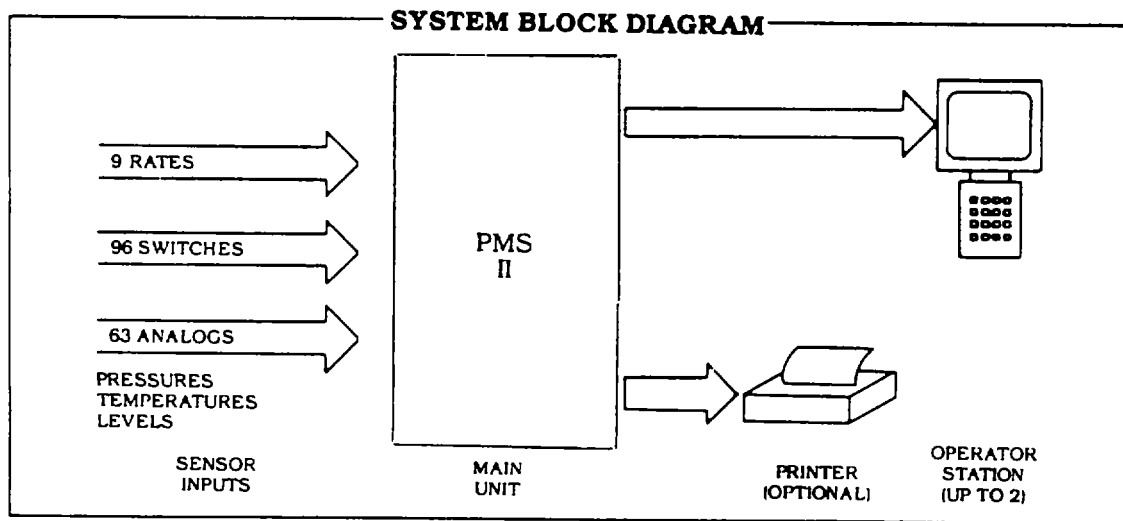 SYSTEM BLOCK DIAGRAM
9 RATES
96 SWITCHES
63 ANALOGS
PRESSURES
TEMPERATURES
LEVELS
SENSOR
INPUTS
PMS
II
MAIN
UNIT
PRINTER
(OPTIONAL)
OPERATOR
STATION
(UP TO 2)